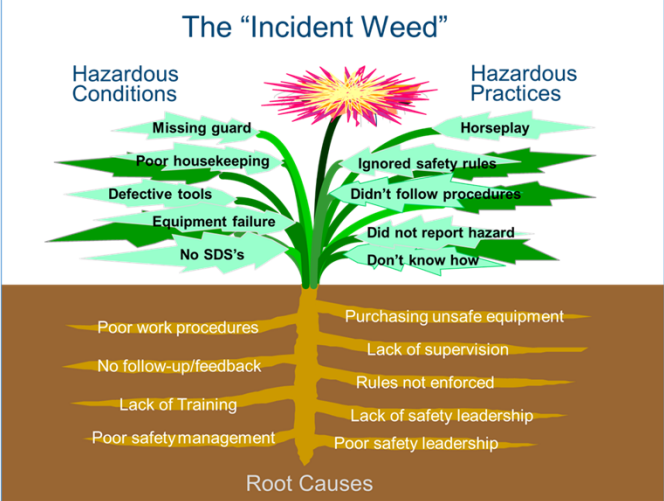 The “Incident Weed”
Hazardous
Conditions
Hazardous
Practices
Missing guard
Poor housekeeping
Defective tools
Equipment failure
No SDS's
Horseplay
Ignored safety rules
Didn't follow procedures
Did not report hazard
Don't know how
Poor work procedures
No follow-up/feedback
Lack of Training
Poor safety management
Purchasing unsafe equipment
Lack of supervision
Rules not enforced
Lack of safety leadership
Poor safety leadership
Root Causes